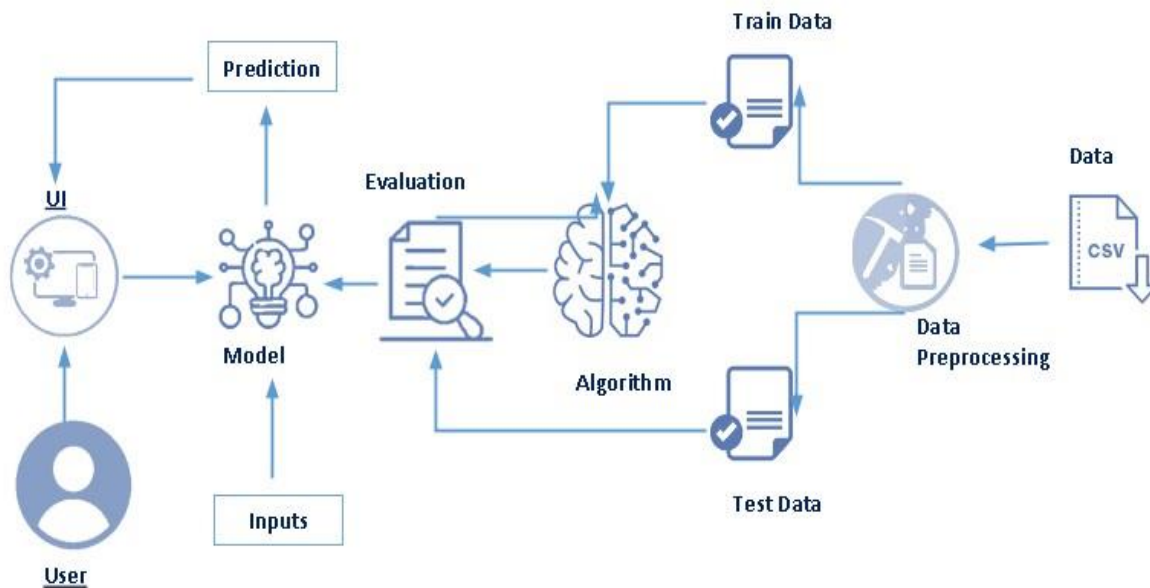 Train Data
Prediction
Data
Evaluation
UI
CSV
Model
Data
Preprocessing
Algorithm
Inputs
Test Data
User